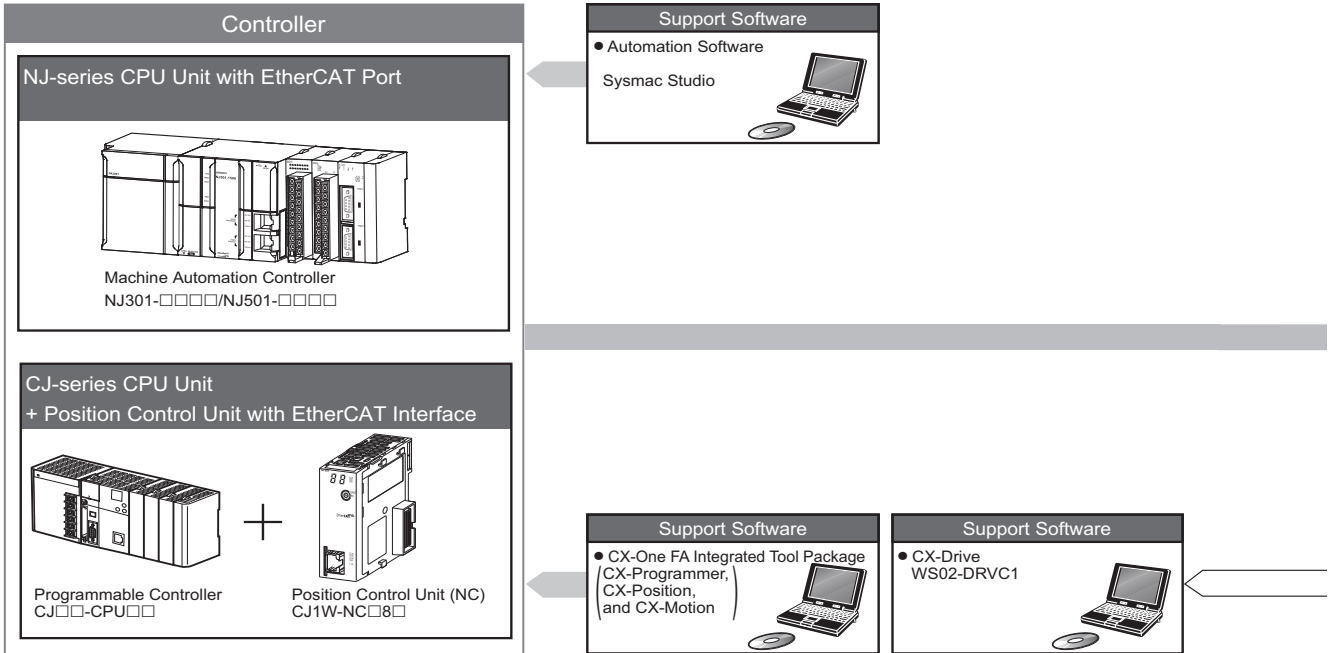 Controller
NJ-series CPU Unit with EtherCAT Port
Machine Automation Controller
NJ301-□□□□/NJ501-□□□□
CJ-series CPU Unit
+ Position Control Unit with EtherCAT Interface
Programmable Controller
CJ□□-CPU□□
Position Control Unit (NC)
CJ1W-NC□8□
Support Software
● Automation Software
Sysmac Studio
Support Software
● CX-One FA Integrated Tool Package
(CX-Programmer,
CX-Position,
and CX-Motion)
Support Software
● CX-Drive
WS02-DRVC1